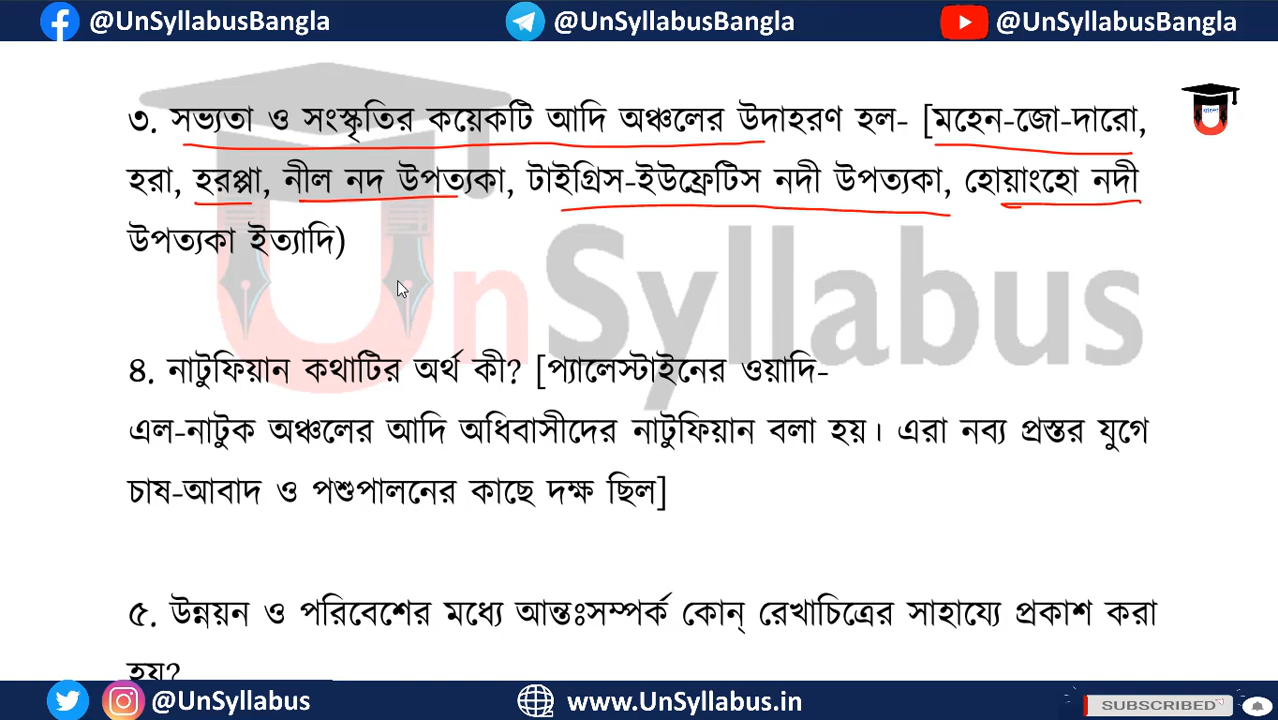 @UnSyllabusBangla @UnSyllabusBangla @UnSyllabusBangla
৩. সভ্যতা ও সংস্কৃতির কয়েকটি আদি অঞ্চলের উদাহরণ হল- [মহেন-জো-দারো,
হরা, হরপ্পা, নীল নদ উপত্যকা, টাইগ্রিস-ইউফ্রেটিস নদী উপত্যকা, হোয়াংহো নদী
উপত্যকা ইত্যাদি)
UnSyllabus
৪. নাটুফিয়ান কথাটির অর্থ কী? [প্যালেস্টাইনের ওয়াদি-
এল-নাটুক অঞ্চলের আদি অধিবাসীদের নাটুফিয়ান বলা হয়। এরা নব্য প্রস্তর যুগে
চাষ-আবাদ ও পশুপালনের কাছে দক্ষ ছিল]
৫. উন্নয়ন ও পরিবেশের মধ্যে আন্তঃসম্পর্ক কোন্ রেখাচিত্রের সাহায্যে প্রকাশ করা
হয়?
@UnSyllabus www.UnSyllabus.in SUBSCRIBED